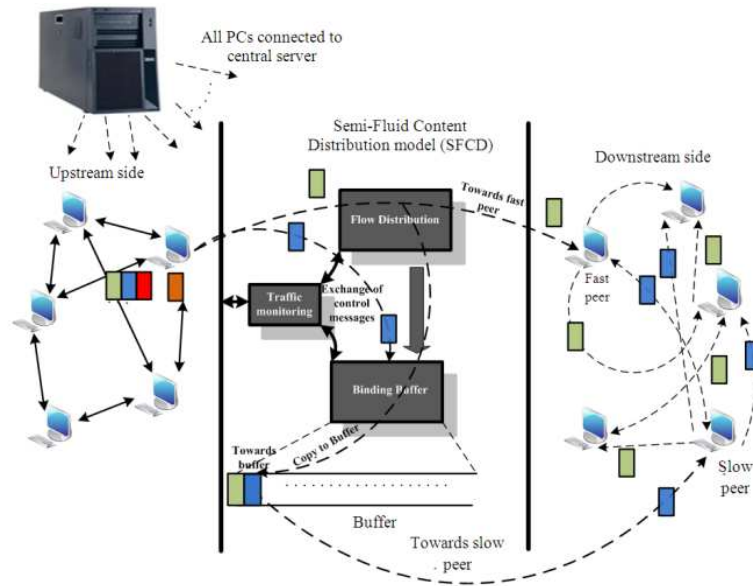 All PCs connected to
central server
Upstream side
Semi-Fluid Content
Distribution model (SFCD)
Downstream side
Flow Distribution
Towards fast
peer
Fast
peer
Traffic
monitoring
Exchange of
control
messages
Binding Buffer
Towards
buffer
Copy to Buffer
Buffer
Towards slow
. peer
Slow
peer